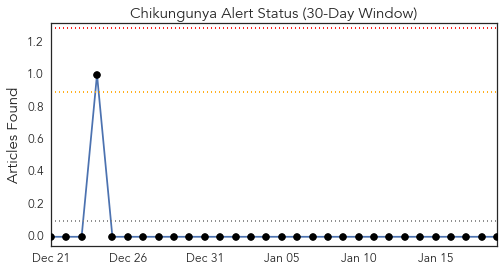 Chikungunya Alert Status (30-Day Window)
Articles Found
1.2
1.0
0.8
0.6
0.4
0.2
0.0
Dec 21 Dec 26 Dec 31 Jan 05 Jan 10 Jan 15